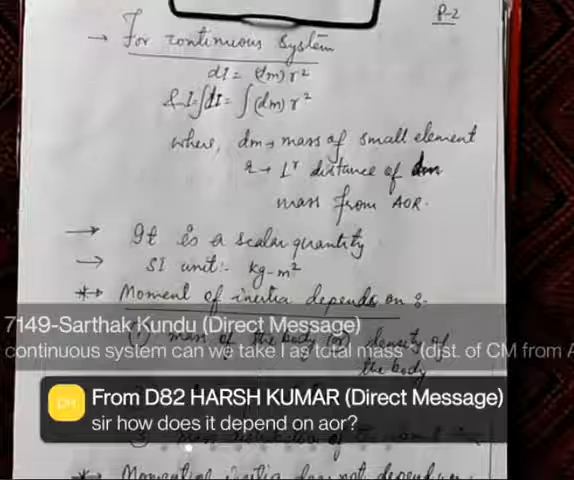 P-2
→ For continuous system
dI = (dm) r²
& I = ∫dI = ∫(dm) r²
where, dm → mass of small element
r → ⊥ʳ distance of dm
mass from AOR.
→ It is a scalar quantity
→ SI unit:- kg-m²
*→ Moment of inertia depends on :-
7149-Sarthak Kundu (Direct Message)
(1) mass of the body (or) density of
continuous system can we take I as total mass * (djst. of CM from A
the body
DH
From D82 HARSH KUMAR (Direct Message)
sir how does it depend on aor?
*→ Moment of inertia does not depend on